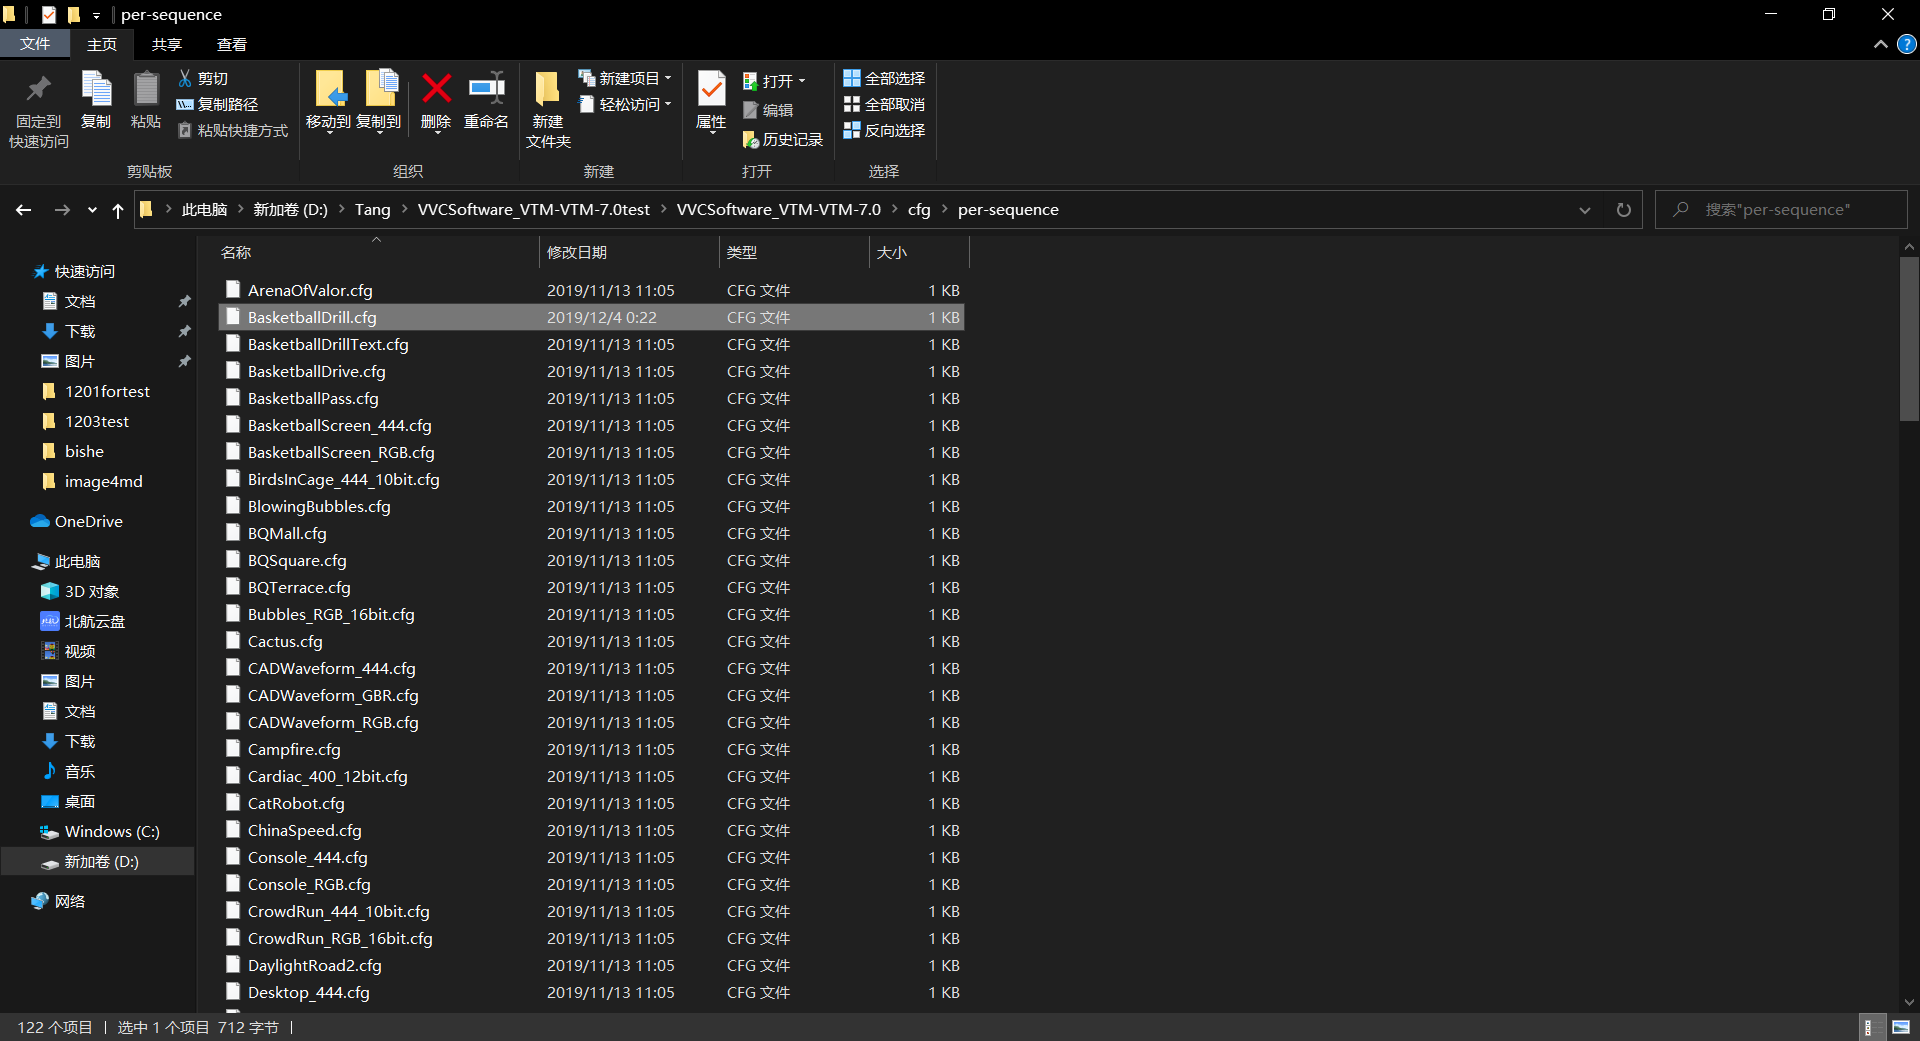 per-sequence
文件 主页 共享 查看
固定到
快速访问
复制
粘贴
剪切
复制路径
粘贴快捷方式
剪贴板
移动到 复制到 删除 重命名
组织
新建
文件夹
新建项目
轻松访问
新建
属性
打开
编辑
历史记录
打开
全部选择
全部取消
反向选择
选择
此电脑 新加卷 (D:) Tang VVCSoftware_VTM-VTM-7.0test VVCSoftware_VTM-VTM-7.0 cfg per-sequence
搜索"per-sequence"
快速访问
文档
下载
图片
1201fortest
1203test
bishe
image4md
OneDrive
此电脑
3D 对象
北航云盘
视频
图片
文档
下载
音乐
桌面
Windows (C:)
新加卷 (D:)
网络
名称 修改日期 类型 大小
ArenaOfValor.cfg 2019/11/13 11:05 CFG 文件 1 KB
BasketballDrill.cfg 2019/12/4 0:22 CFG 文件 1 KB
BasketballDrillText.cfg 2019/11/13 11:05 CFG 文件 1 KB
BasketballDrive.cfg 2019/11/13 11:05 CFG 文件 1 KB
BasketballPass.cfg 2019/11/13 11:05 CFG 文件 1 KB
BasketballScreen_444.cfg 2019/11/13 11:05 CFG 文件 1 KB
BasketballScreen_RGB.cfg 2019/11/13 11:05 CFG 文件 1 KB
BirdsInCage_444_10bit.cfg 2019/11/13 11:05 CFG 文件 1 KB
BlowingBubbles.cfg 2019/11/13 11:05 CFG 文件 1 KB
BQMall.cfg 2019/11/13 11:05 CFG 文件 1 KB
BQSquare.cfg 2019/11/13 11:05 CFG 文件 1 KB
BQTerrace.cfg 2019/11/13 11:05 CFG 文件 1 KB
Bubbles_RGB_16bit.cfg 2019/11/13 11:05 CFG 文件 1 KB
Cactus.cfg 2019/11/13 11:05 CFG 文件 1 KB
CADWaveform_444.cfg 2019/11/13 11:05 CFG 文件 1 KB
CADWaveform_GBR.cfg 2019/11/13 11:05 CFG 文件 1 KB
CADWaveform_RGB.cfg 2019/11/13 11:05 CFG 文件 1 KB
Campfire.cfg 2019/11/13 11:05 CFG 文件 1 KB
Cardiac_400_12bit.cfg 2019/11/13 11:05 CFG 文件 1 KB
CatRobot.cfg 2019/11/13 11:05 CFG 文件 1 KB
ChinaSpeed.cfg 2019/11/13 11:05 CFG 文件 1 KB
Console_444.cfg 2019/11/13 11:05 CFG 文件 1 KB
Console_RGB.cfg 2019/11/13 11:05 CFG 文件 1 KB
CrowdRun_444_10bit.cfg 2019/11/13 11:05 CFG 文件 1 KB
CrowdRun_RGB_16bit.cfg 2019/11/13 11:05 CFG 文件 1 KB
DaylightRoad2.cfg 2019/11/13 11:05 CFG 文件 1 KB
Desktop_444.cfg 2019/11/13 11:05 CFG 文件 1 KB
122 个项目 选中 1 个项目 712 字节